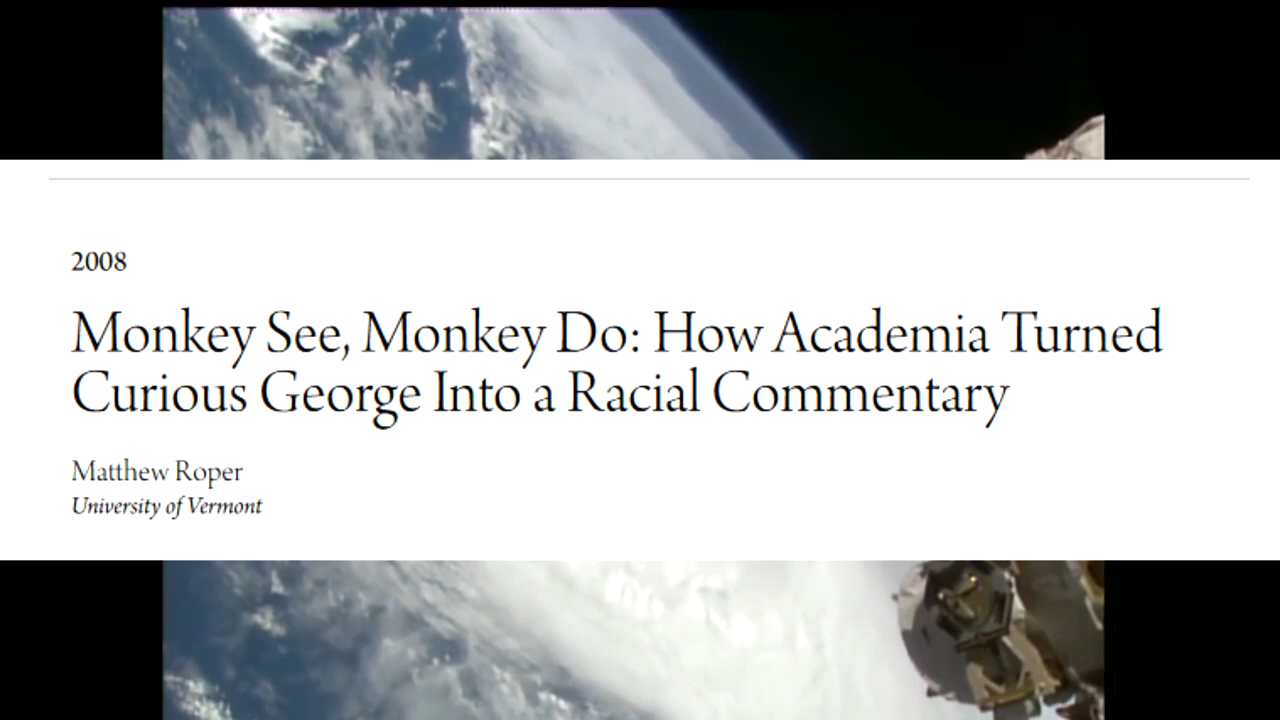 2008
Monkey See, Monkey Do: How Academia Turned
Curious George Into a Racial Commentary
Matthew Roper
University of Vermont